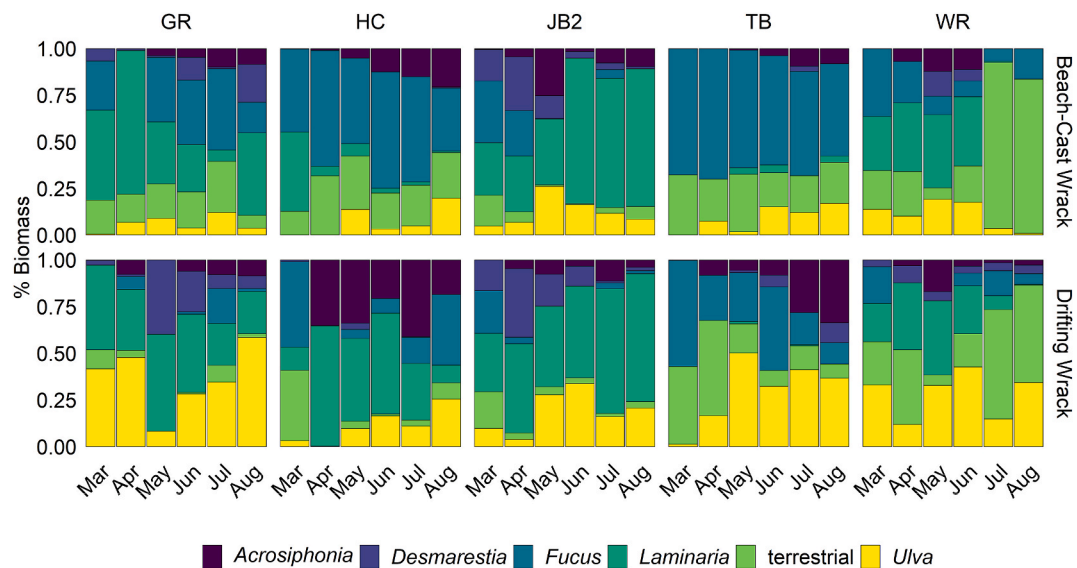 GR HC JB2 TB WR
1.00
0.75
0.50
0.25
0.00
Beach-Cast Wrack
% Biomass
1.00
0.75
0.50
0.25
0.00
Drifting Wrack
Mar Apr May Jun Jul Aug Mar Apr May Jun Jul Aug Mar Apr May Jun Jul Aug Mar Apr May Jun Jul Aug Mar Apr May Jun Jul Aug
Acrosiphonia Desmarestia Fucus Laminaria terrestrial Ulva